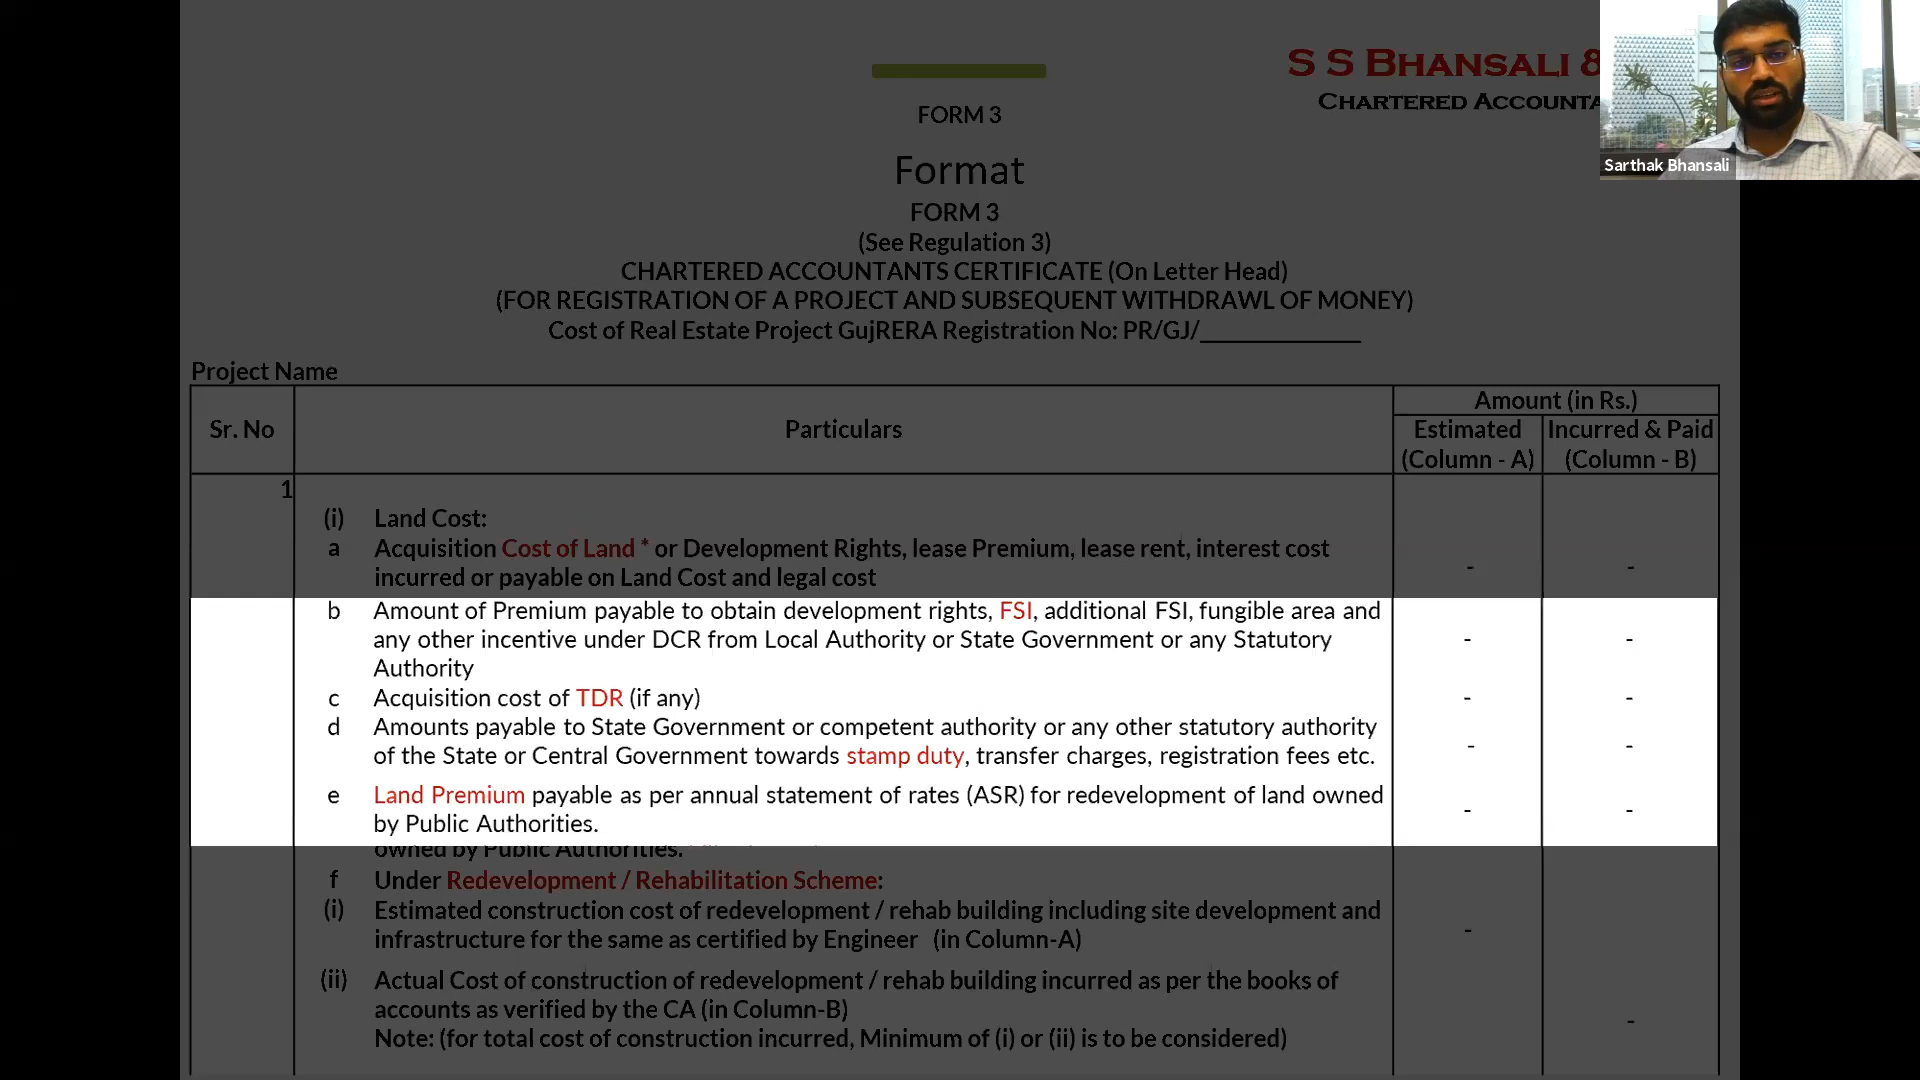 S S BHANSALI &
CHARTERED ACCOUNTA
Sarthak Bhansali
FORM 3
Format
FORM 3
(See Regulation 3)
CHARTERED ACCOUNTANTS CERTIFICATE (On Letter Head)
(FOR REGISTRATION OF A PROJECT AND SUBSEQUENT WITHDRAWL OF MONEY)
Cost of Real Estate Project GujRERA Registration No: PR/GJ/____________
Project Name
Sr. No Particulars Amount (in Rs.)
Estimated Incurred & Paid
(Column - A) (Column - B)
1
(i) Land Cost:
a Acquisition Cost of Land * or Development Rights, lease Premium, lease rent, interest cost
incurred or payable on Land Cost and legal cost - -
b Amount of Premium payable to obtain development rights, FSI, additional FSI, fungible area and
any other incentive under DCR from Local Authority or State Government or any Statutory - -
Authority
c Acquisition cost of TDR (if any) - -
d Amounts payable to State Government or competent authority or any other statutory authority
of the State or Central Government towards stamp duty, transfer charges, registration fees etc. - -
e Land Premium payable as per annual statement of rates (ASR) for redevelopment of land owned
by Public Authorities. - -
owned by Public Authorities.
f Under Redevelopment / Rehabilitation Scheme:
(i) Estimated construction cost of redevelopment / rehab building including site development and
infrastructure for the same as certified by Engineer (in Column-A) -
(ii) Actual Cost of construction of redevelopment / rehab building incurred as per the books of
accounts as verified by the CA (in Column-B) -
Note: (for total cost of construction incurred, Minimum of (i) or (ii) is to be considered)